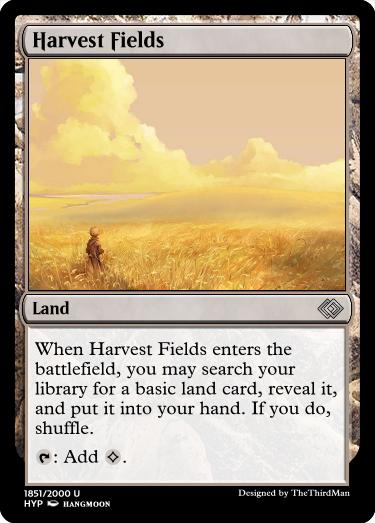 Harvest Fields
Land
When Harvest Fields enters the
battlefield, you may search your
library for a basic land card, reveal it,
and put it into your hand. If you do,
shuffle.
: Add .
1851/2000 U
Designed by TheThirdMan
HYP HANGMOON